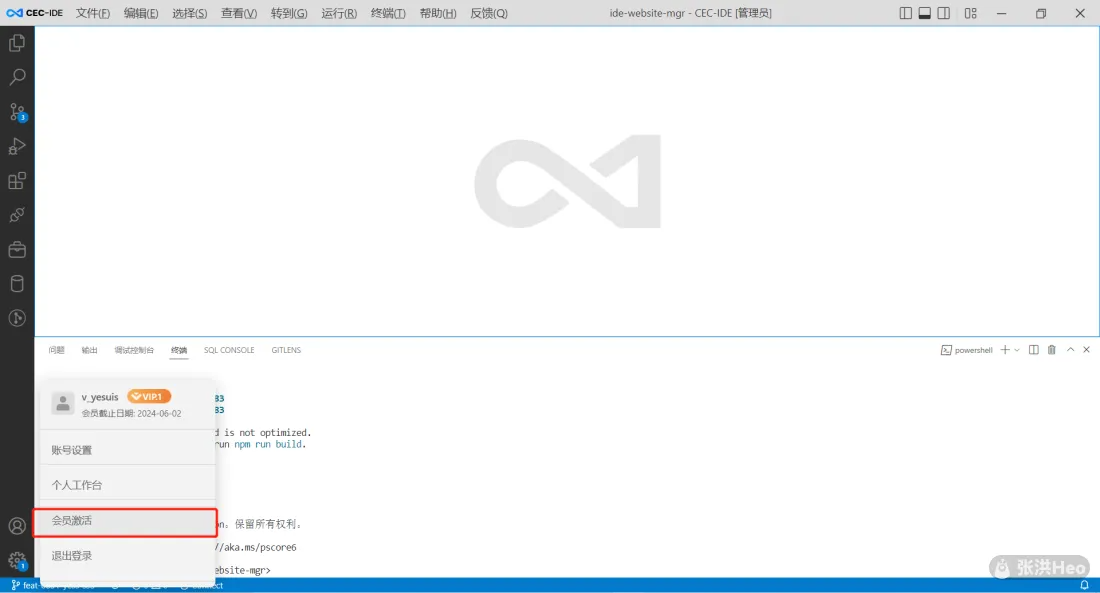 CEC-IDE 文件(F) 编辑(E) 选择(S) 查看(V) 转到(G) 运行(R) 终端(T) 帮助(H) 反馈(Q) ide-website-mgr - CEC-IDE [管理员]
3
问题 输出 调试控制台 终端 SQL CONSOLE GITLENS powershell
v_yesuis VIP.1
会员截止日期: 2024-06-02
83
83
d is not optimized.
run npm run build.
账号设置
个人工作台
会员激活
on。保留所有权利。
//aka.ms/pscore6
退出登录
ebsite-mgr>
1
张洪Heo
feat-
connect